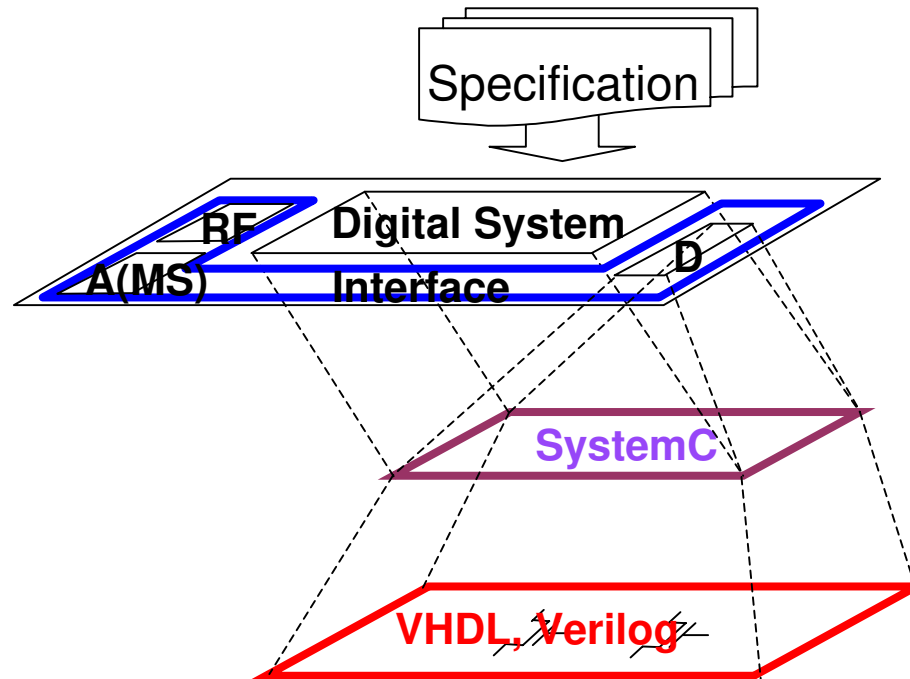 Specification
RF
Digital System
D
A(MS)
Interface
SystemC
VHDL, Verilog